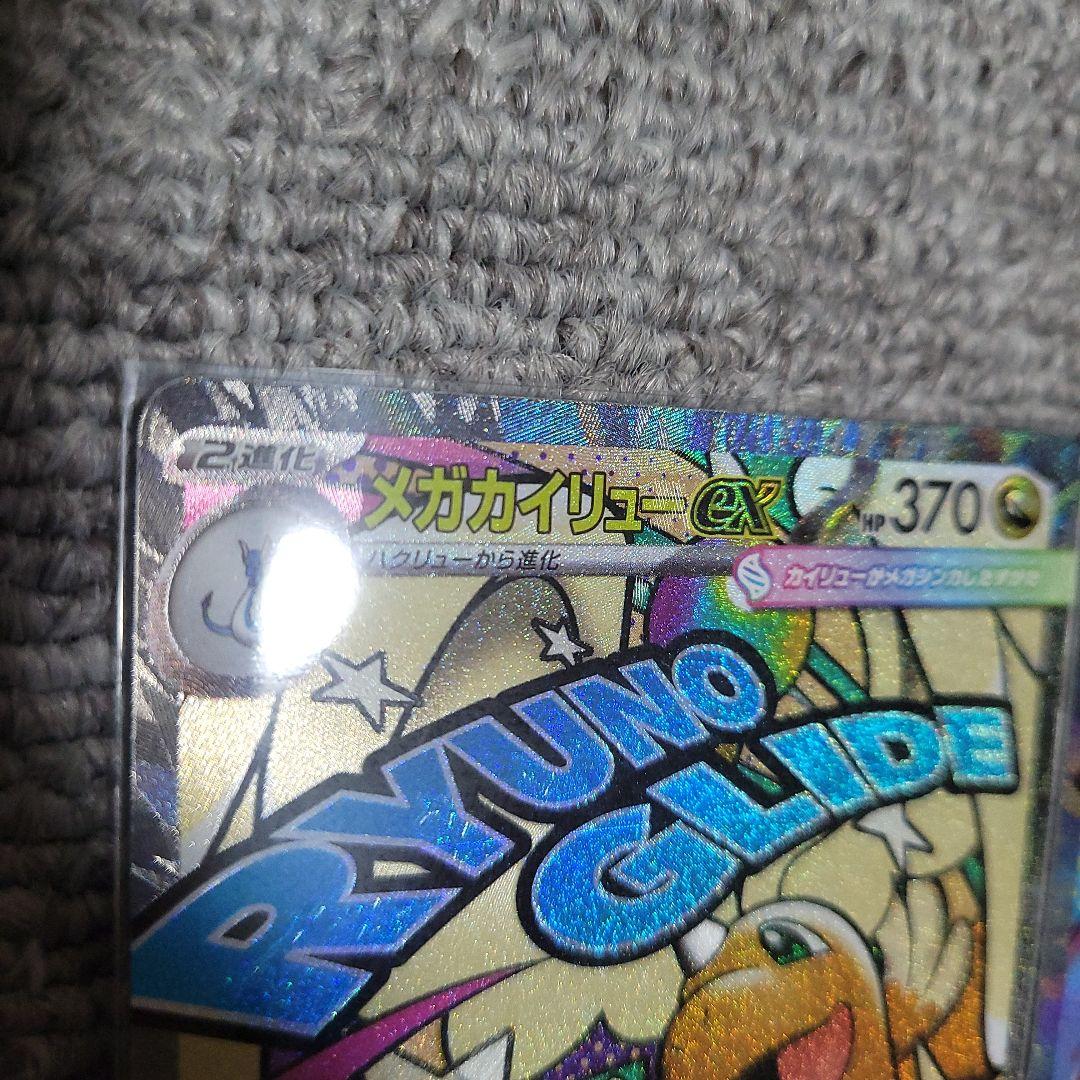 2進化
メガカイリューex
HP 370
ハクリューから進化
カイリューがメガシンカしたすがた
RYUNO
GLIDE